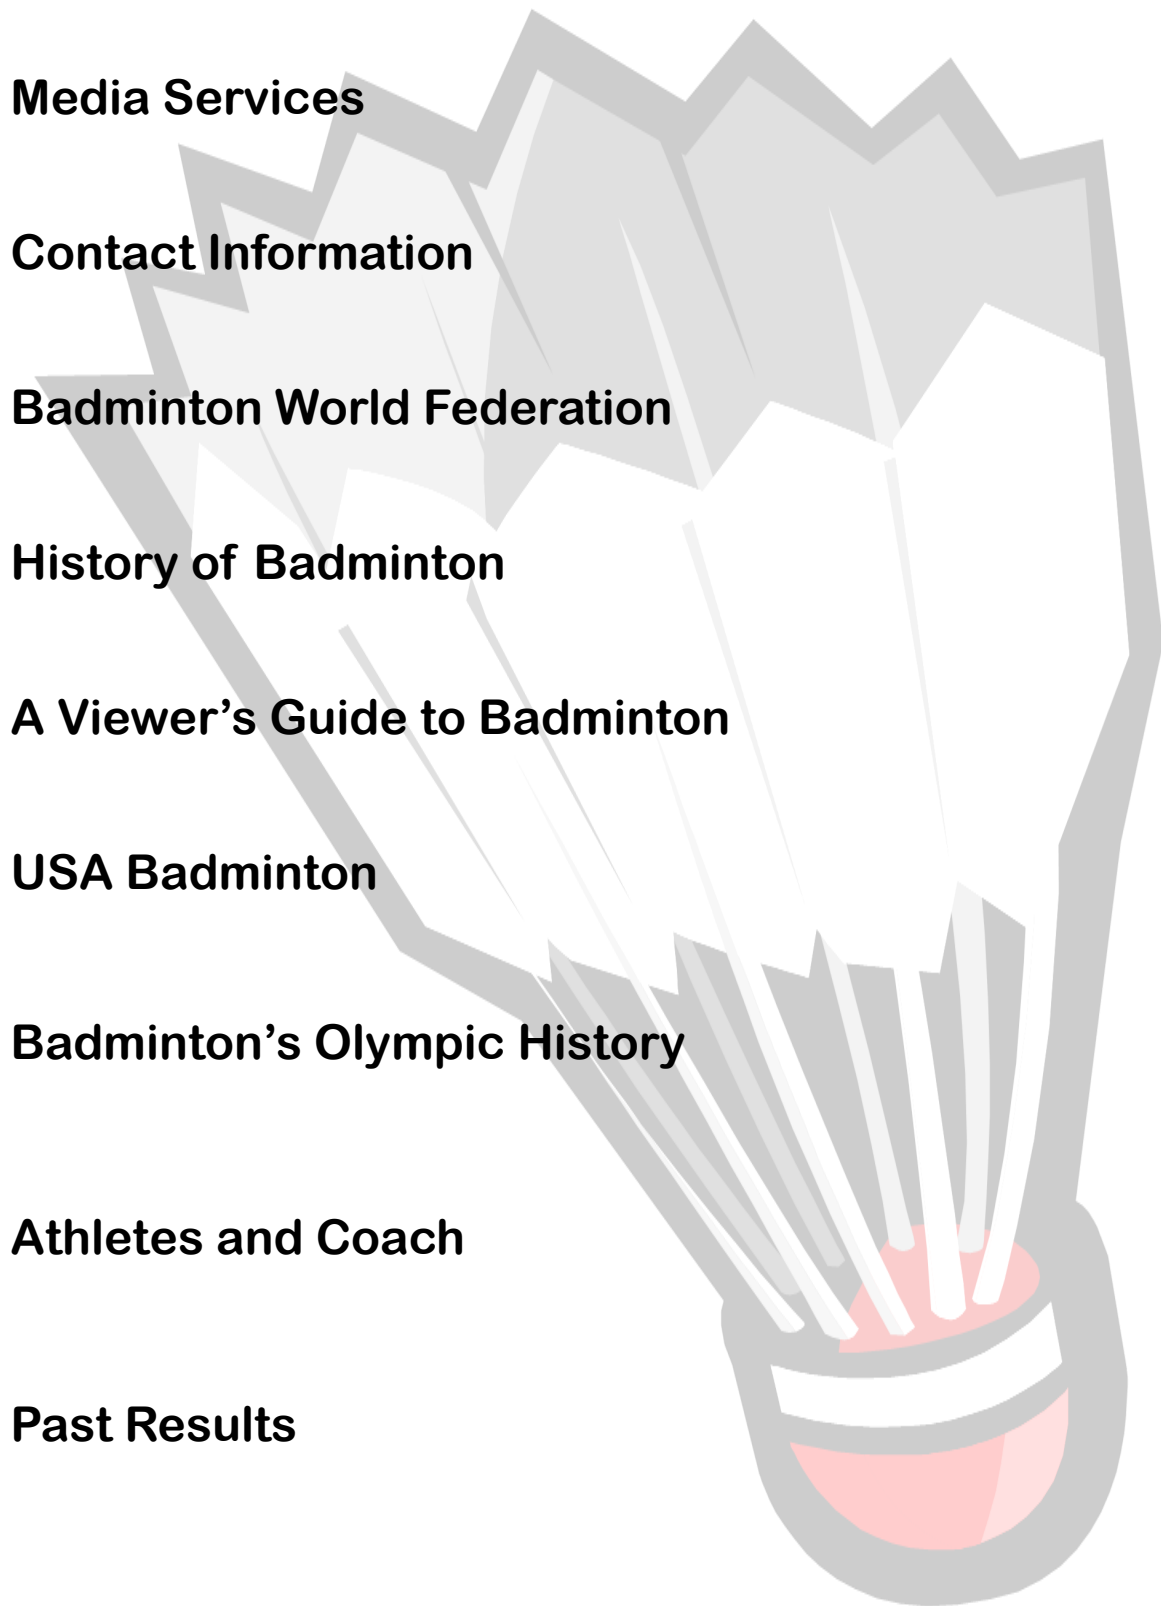 Media Services
Contact Information
Badminton World Federation
History of Badminton
A Viewer’s Guide to Badminton
USA Badminton
Badminton’s Olympic History
Athletes and Coach
Past Results